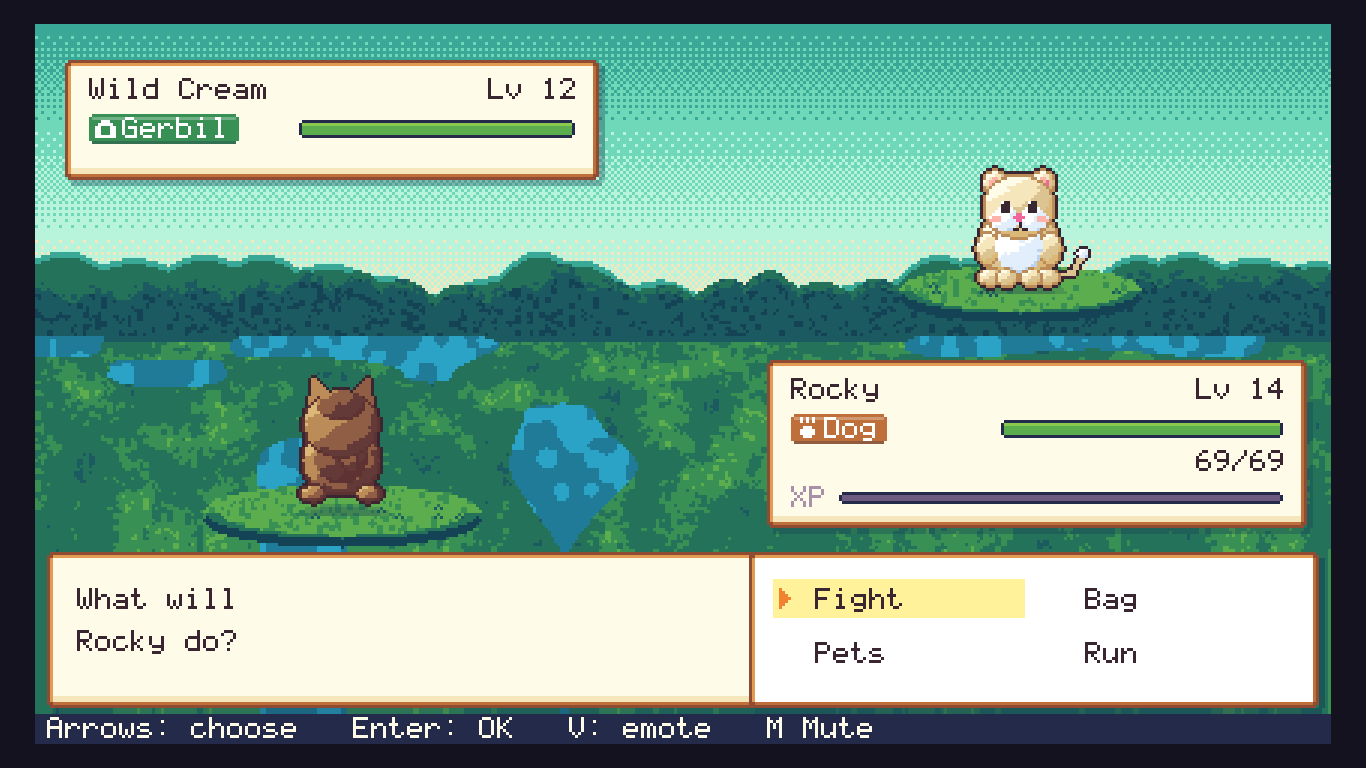 Wild Cream Lv 12
Gerbil
Rocky Lv 14
Dog
69/69
XP
What will
Rocky do?
Fight Bag
Pets Run
Arrows: choose Enter: OK V: emote M Mute